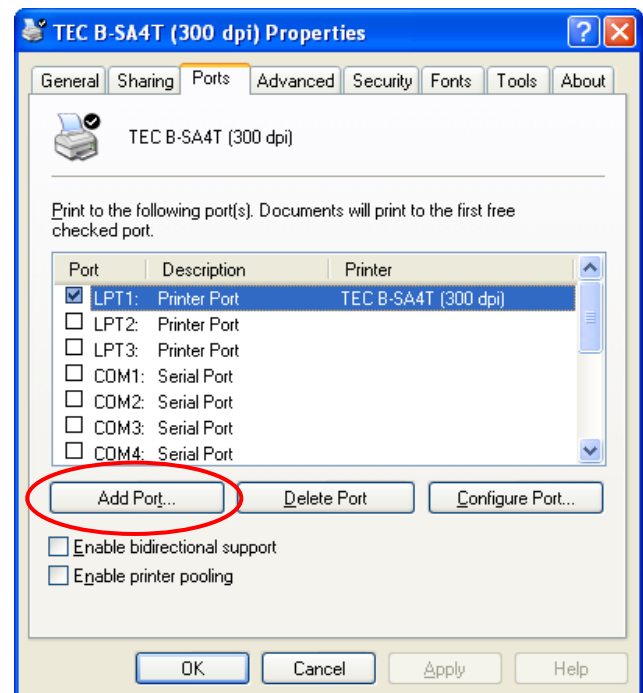 TEC B-SA4T (300 dpi) Properties
General Sharing Ports Advanced Security Fonts Tools About
TEC B-SA4T (300 dpi)
Print to the following port(s). Documents will print to the first free
checked port.
Port Description Printer
LPT1: Printer Port TEC B-SA4T (300 dpi)
LPT2: Printer Port
LPT3: Printer Port
COM1: Serial Port
COM2: Serial Port
COM3: Serial Port
COM4: Serial Port
Add Port... Delete Port Configure Port...
Enable bidirectional support
Enable printer pooling
OK Cancel Apply Help